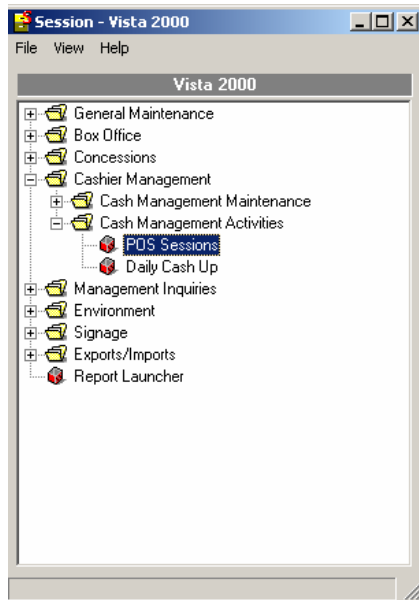 Session - Vista 2000
File View Help
Vista 2000
General Maintenance
Box Office
Concessions
Cashier Management
Cash Management Maintenance
Cash Management Activities
POS Sessions
Daily Cash Up
Management Inquiries
Environment
Signage
Exports/Imports
Report Launcher